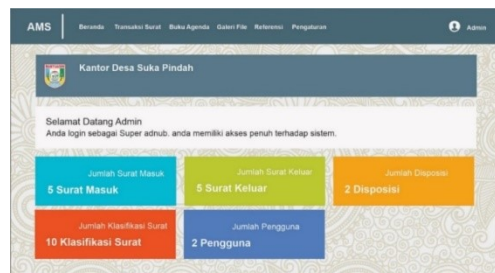 AMS Beranda Transaksi Surat Buku Agenda Galeri File Referensi Pengaturan Admin
Kantor Desa Suka Pindah
Selamat Datang Admin
Anda login sebagai Super adnub. anda memiliki akses penuh terhadap sistem.
Jumlah Surat Masuk
5 Surat Masuk
Jumlah Surat Keluar
5 Surat Keluar
Jumlah Disposisi
2 Disposisi
Jumlah Klasifikasi Surat
10 Klasifikasi Surat
Jumlah Pengguna
2 Pengguna